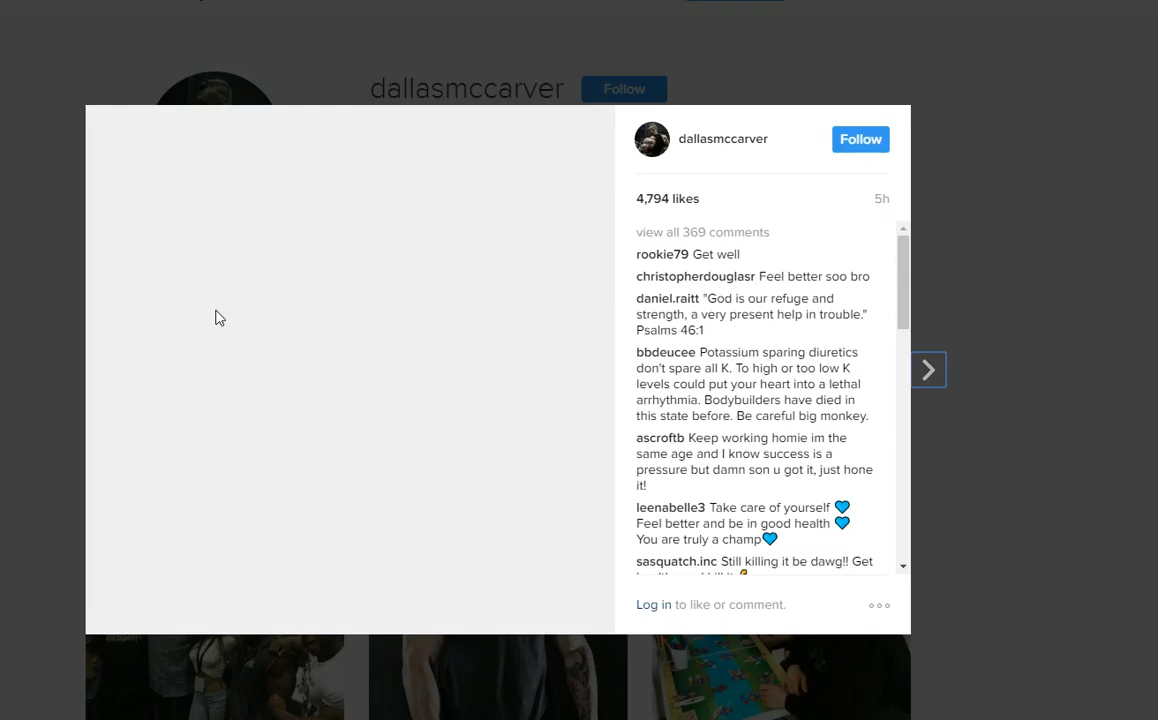 dallasmccarver Follow
dallasmccarver Follow
4,794 likes 5h
view all 369 comments
rookie79 Get well
christopherdouglasr Feel better soo bro
daniel.raitt "God is our refuge and
strength, a very present help in trouble."
Psalms 46:1
bbdeucee Potassium sparing diuretics
don't spare all K. To high or too low K
levels could put your heart into a lethal
arrhythmia. Bodybuilders have died in
this state before. Be careful big monkey.
ascroftb Keep working homie im the
same age and I know success is a
pressure but damn son u got it, just hone
it!
leenabelle3 Take care of yourself 💙
Feel better and be in good health 💙
You are truly a champ💙
sasquatch.inc Still killing it be dawg!! Get
Log in to like or comment.